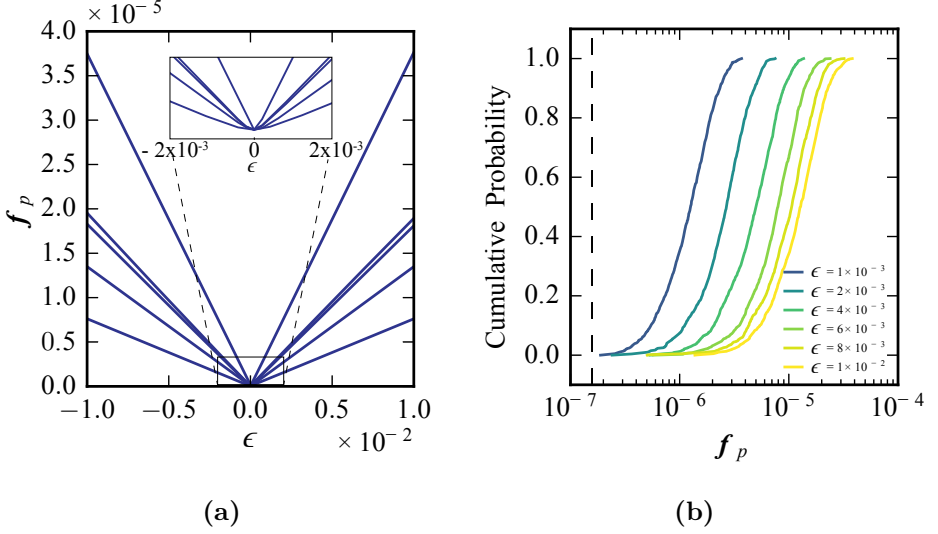 × 10⁻⁵
4.0
3.5
3.0
2.5
2.0
1.5
1.0
0.5
0.0
f_p
- 2x10⁻³
0
2x10⁻³
ϵ
−1.0
−0.5
0.0
0.5
1.0
ϵ
× 10⁻²
(a)
Cumulative Probability
1.0
0.8
0.6
0.4
0.2
0.0
ϵ = 1× 10⁻³
ϵ = 2× 10⁻³
ϵ = 4× 10⁻³
ϵ = 6× 10⁻³
ϵ = 8× 10⁻³
ϵ = 1× 10⁻²
10⁻⁷
10⁻⁶
10⁻⁵
10⁻⁴
f_p
(b)